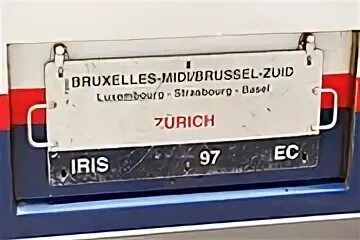 BRUXELLES-MIDI/BRUSSEL-ZUID
Luxembourg - Strasbourg - Basel
ZÜRICH
IRIS 97 EC